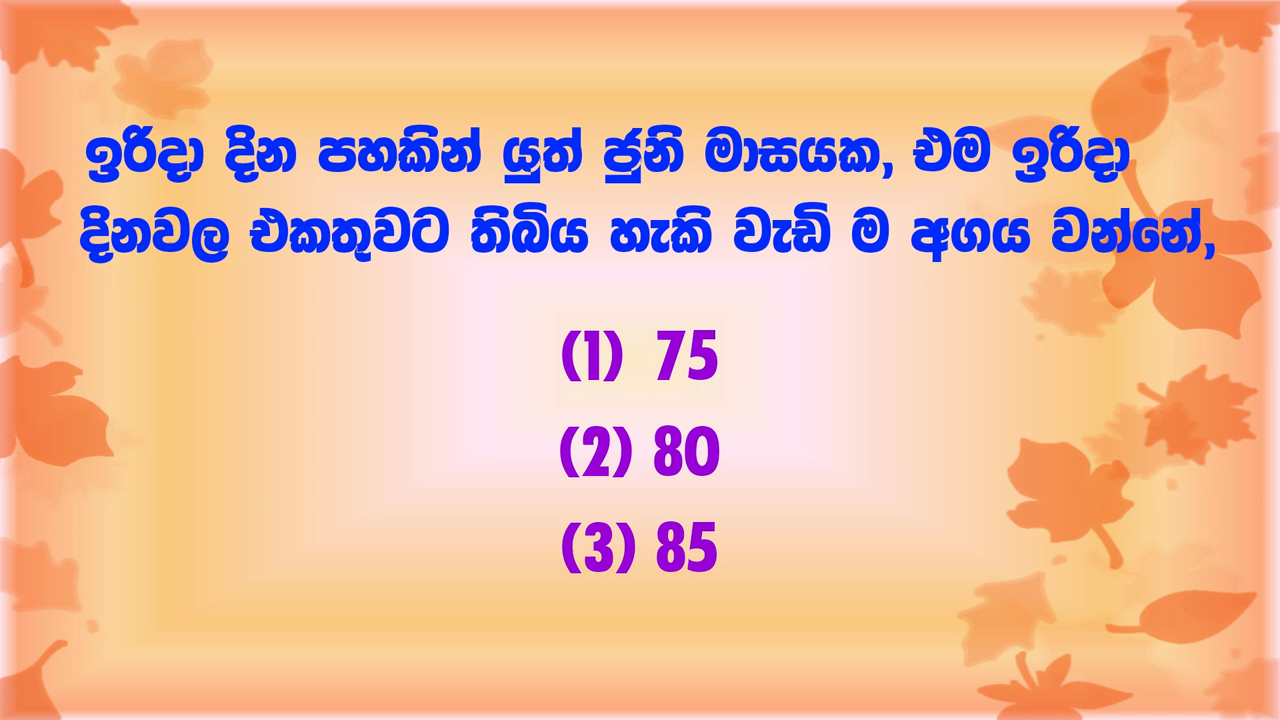 ඉරිදා දින පහකින් යුත් ජුනි මාසයක, එම ඉරිදා
දිනවල එකතුවට තිබිය හැකි වැඩි ම අගය වන්නේ,
(1) 75
(2) 80
(3) 85